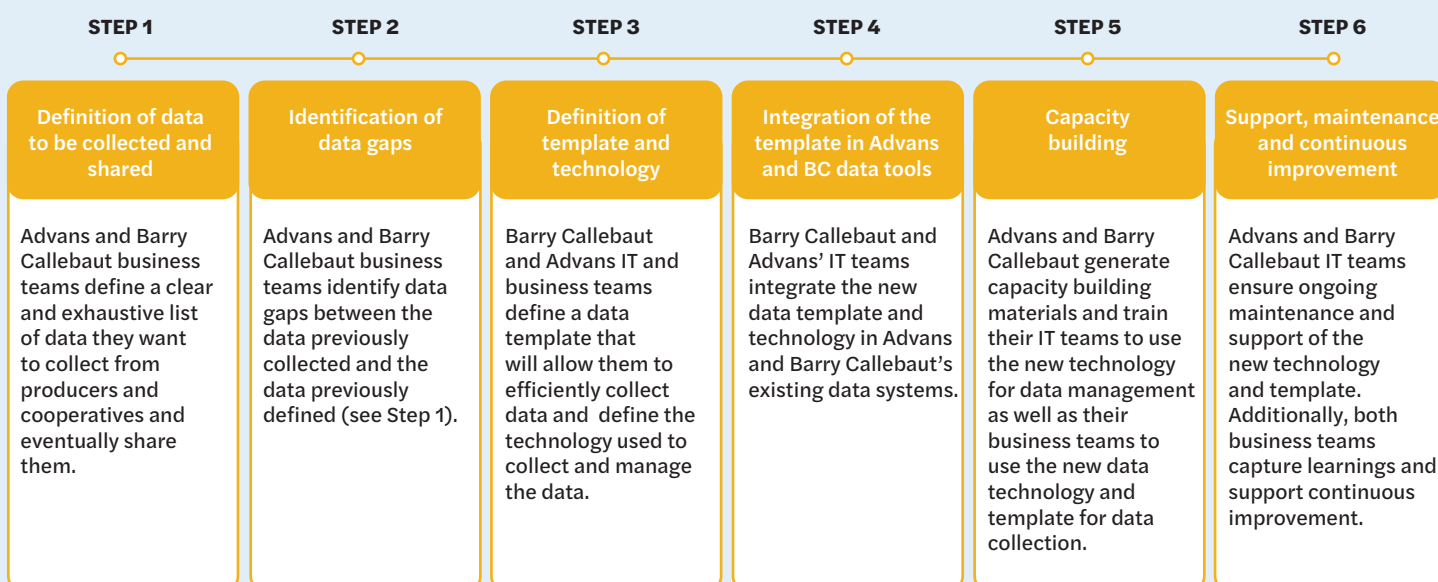 STEP 1
STEP 2
STEP 3
STEP 4
STEP 5
STEP 6
Definition of data
to be collected and
shared
Advans and Barry
Callebaut business
teams define a clear
and exhaustive list
of data they want
to collect from
producers and
cooperatives and
eventually share
them.
Identification of
data gaps
Advans and Barry
Callebaut business
teams identify data
gaps between the
data previously
collected and the
data previously
defined (see Step 1).
Definition of
template and
technology
Barry Callebaut
and Advans IT and
business teams
define a data
template that
will allow them to
efficiently collect
data and  define the
technology used to
collect and manage
the data.
Integration of the
template in Advans
and BC data tools
Barry Callebaut and
Advans’ IT teams
integrate the new
data template and
technology in Advans
and Barry Callebaut’s
existing data systems.
Capacity
building
Advans and Barry
Callebaut generate
capacity building
materials and train
their IT teams to use
the new technology
for data management
as well as their
business teams to
use the new data
technology and
template for data
collection.
Support, maintenance
and continuous
improvement
Advans and Barry
Callebaut IT teams
ensure ongoing
maintenance and
support of the
new technology
and template.
Additionally, both
business teams
capture learnings and
support continuous
improvement.